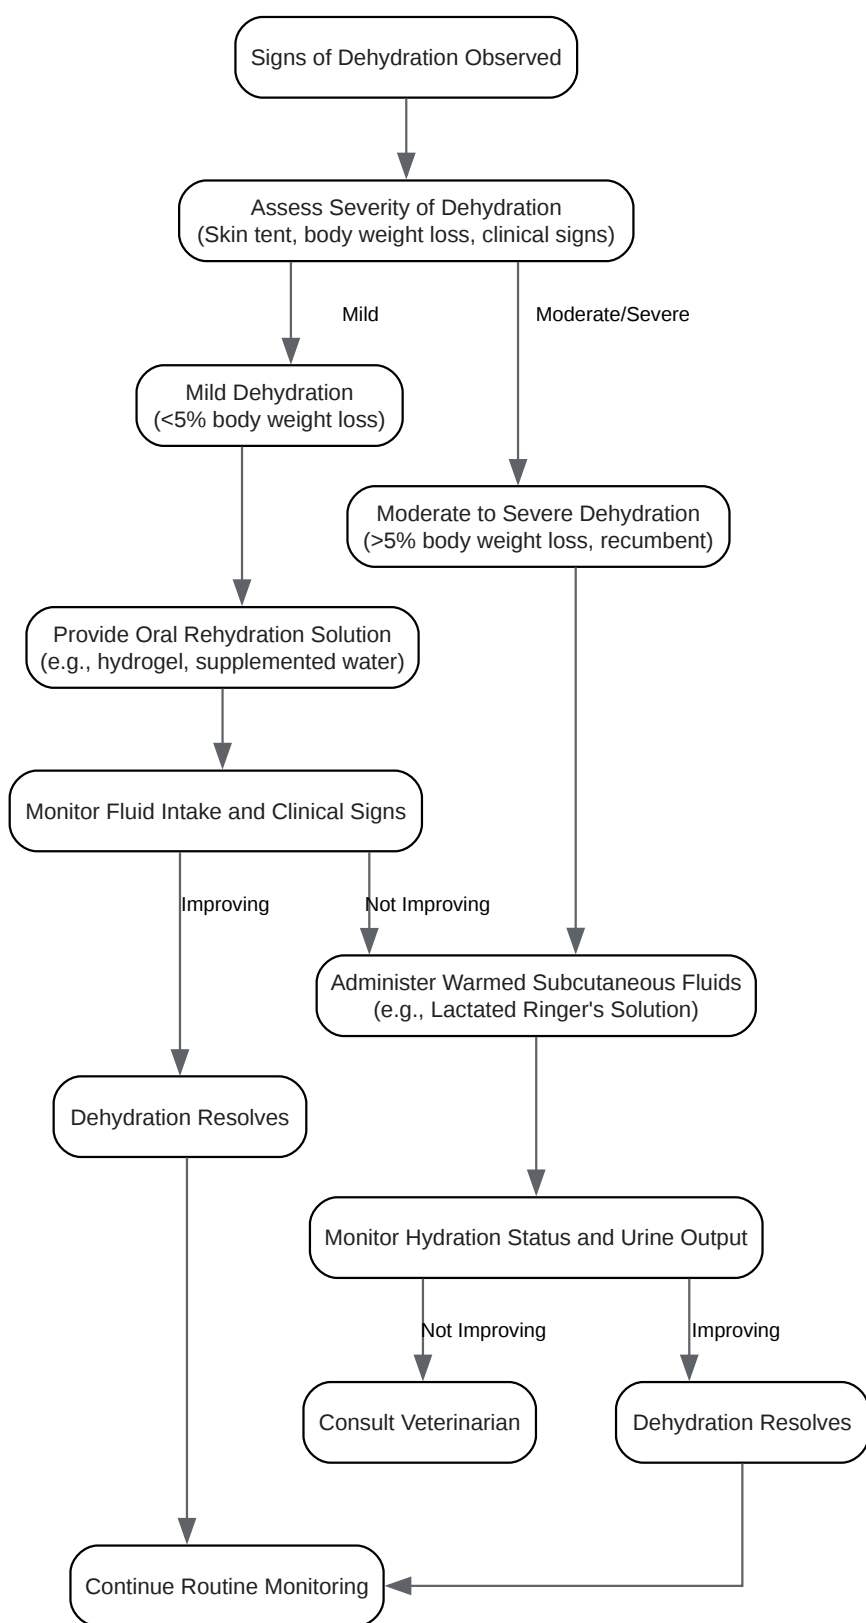 Signs of Dehydration Observed
Assess Severity of Dehydration
(Skin tent, body weight loss, clinical signs)
Mild
Moderate/Severe
Mild Dehydration
(<5% body weight loss)
Moderate to Severe Dehydration
(>5% body weight loss, recumbent)
Provide Oral Rehydration Solution
(e.g., hydrogel, supplemented water)
Monitor Fluid Intake and Clinical Signs
Improving
Not Improving
Administer Warmed Subcutaneous Fluids
(e.g., Lactated Ringer's Solution)
Dehydration Resolves
Monitor Hydration Status and Urine Output
Not Improving
Improving
Consult Veterinarian
Dehydration Resolves
Continue Routine Monitoring